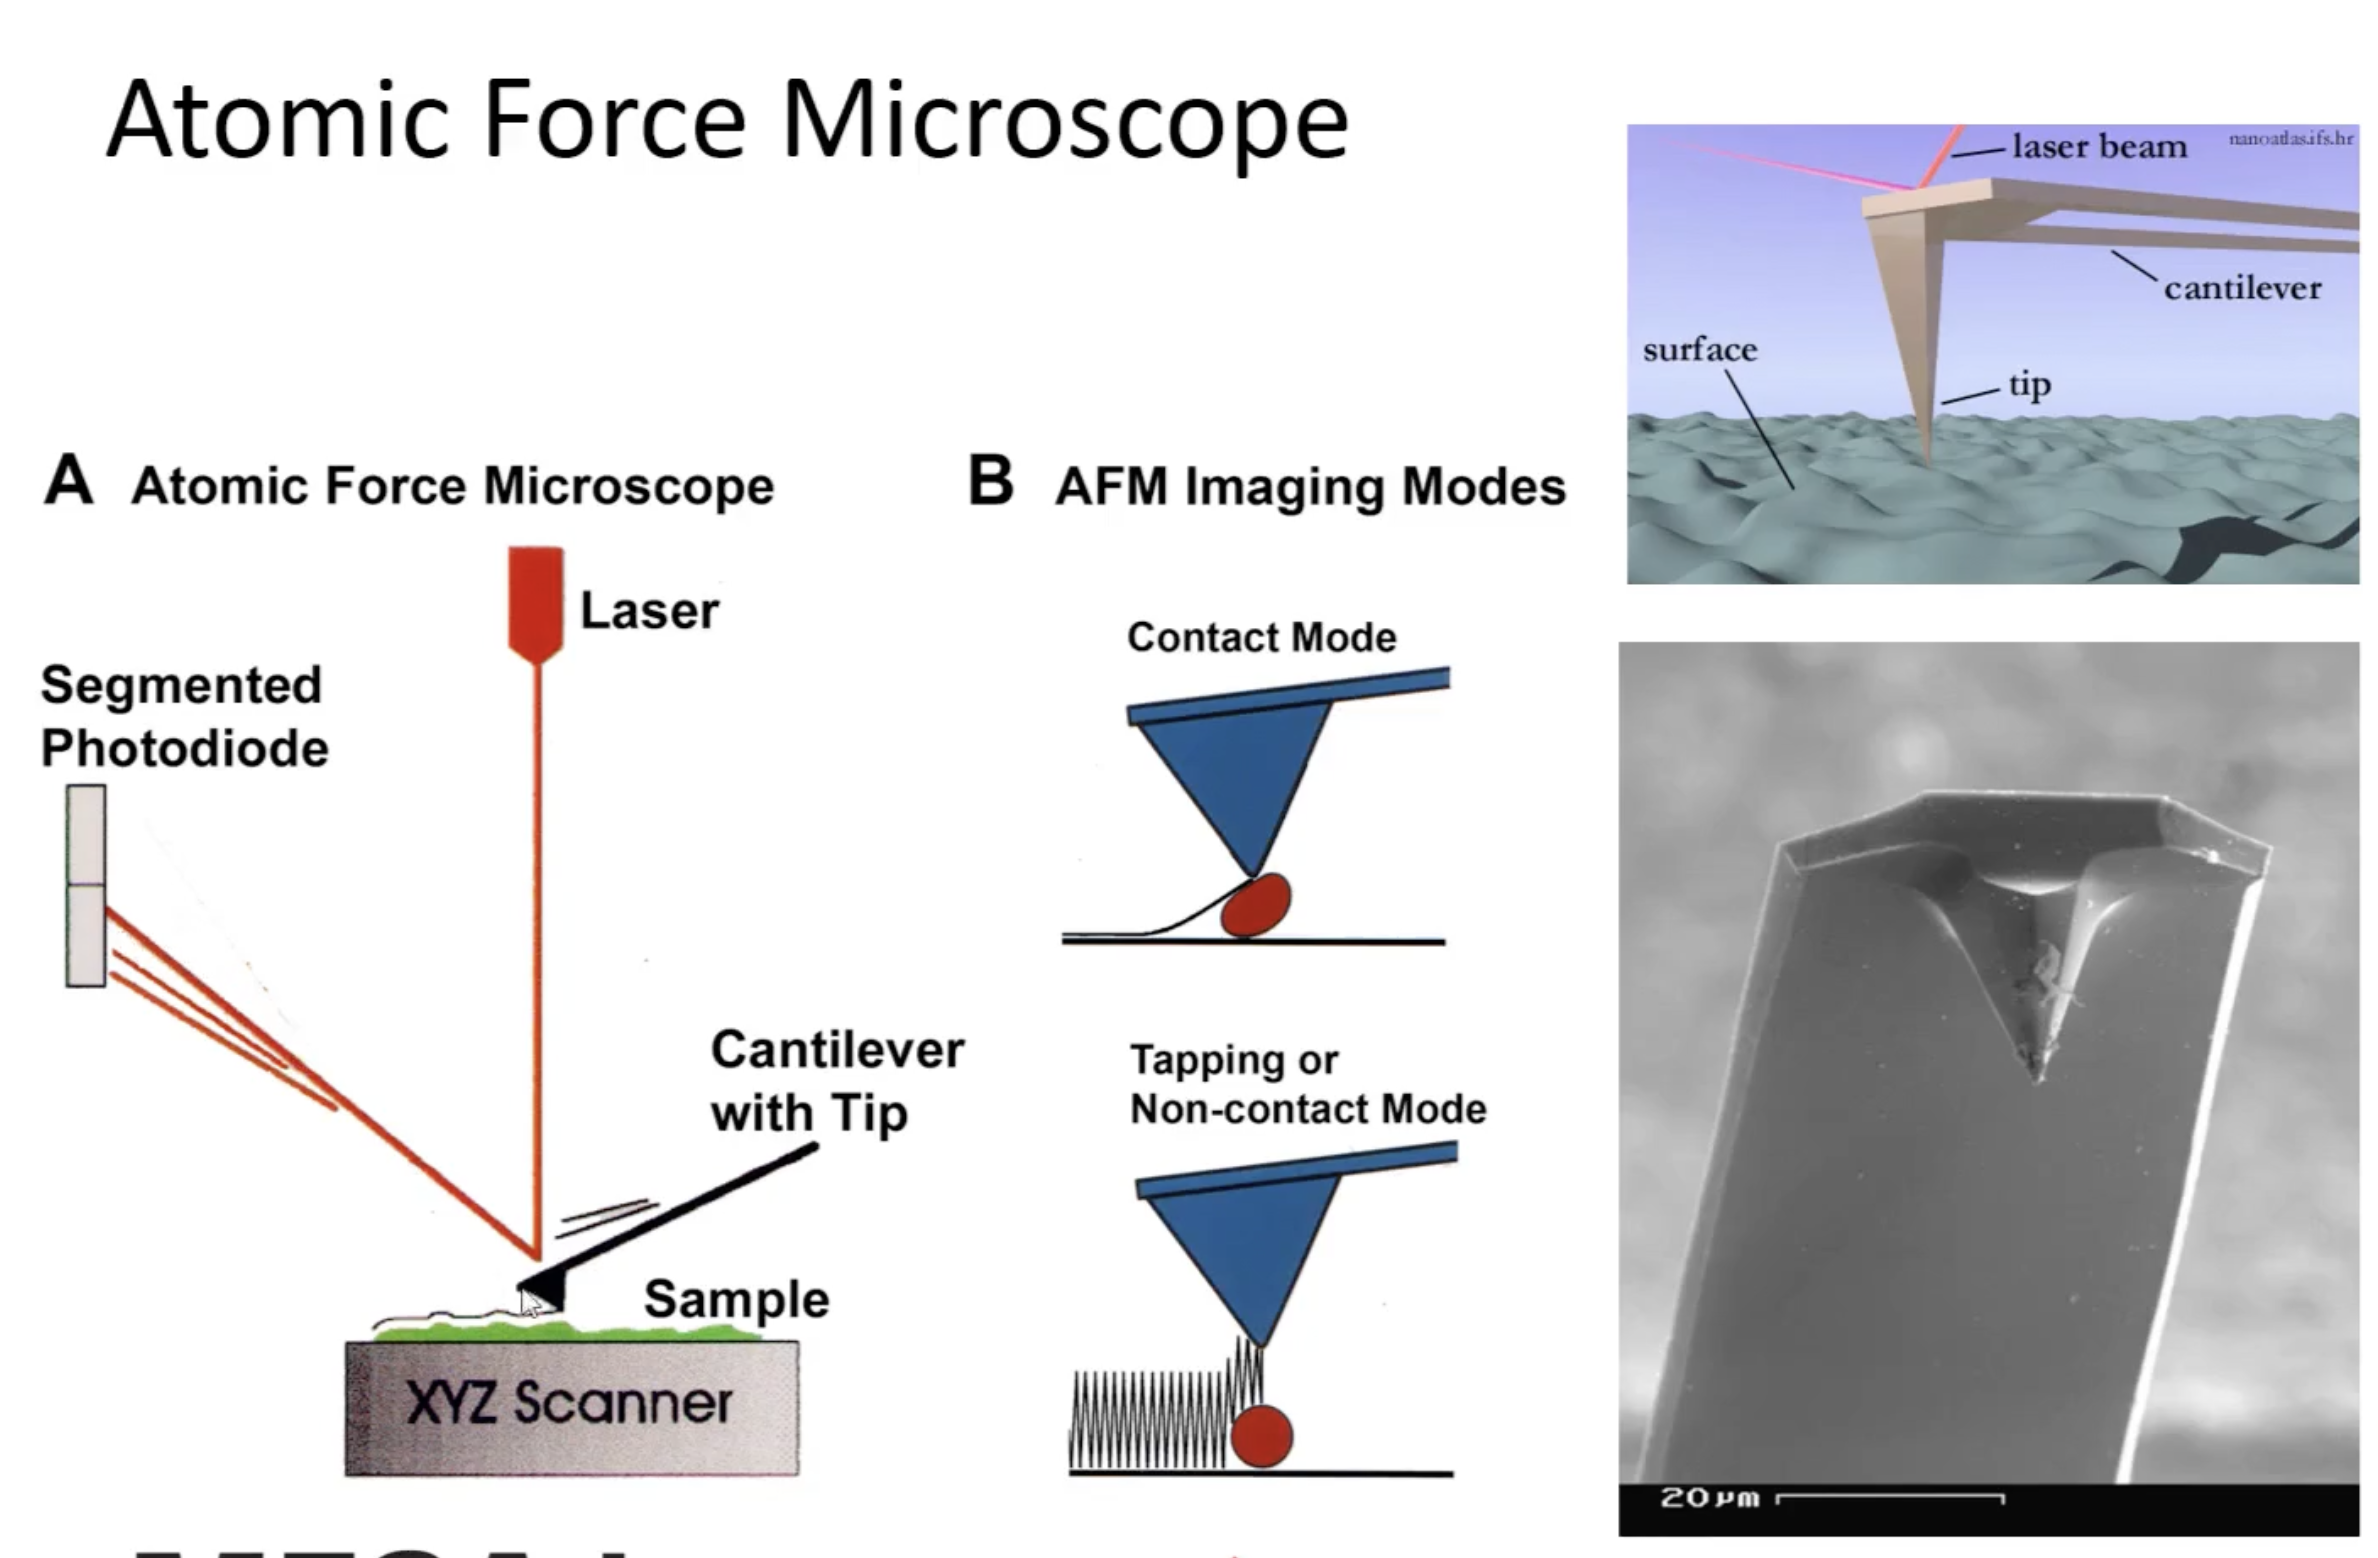 Atomic Force Microscope
A Atomic Force Microscope
Laser
Segmented
Photodiode
Cantilever
with Tip
Sample
XYZ Scanner
B AFM Imaging Modes
Contact Mode
Tapping or
Non-contact Mode
laser beam
nanoatlas.ifs.hr
cantilever
surface
tip
20 µm